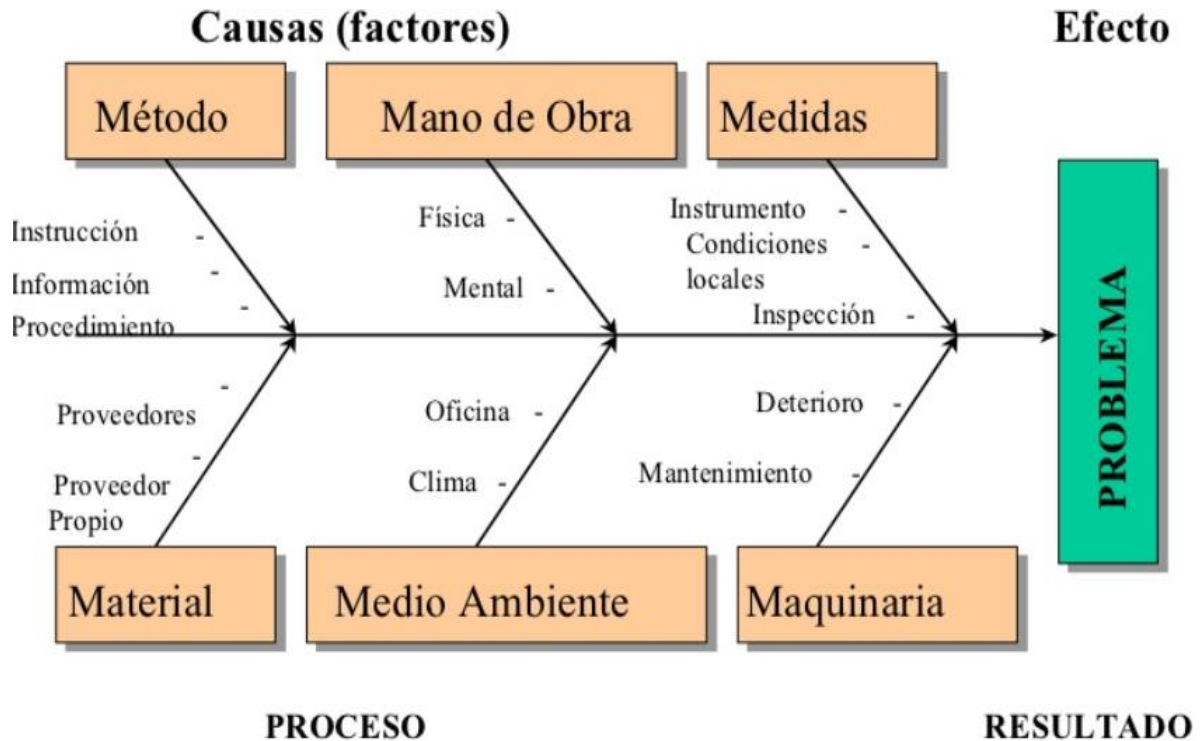 Causas (factores)
Efecto
Método
Mano de Obra
Medidas
Instrucción -
Información -
Procedimiento -
Física -
Mental -
Instrumento -
Condiciones -
locales
Inspección -
PROBLEMA
Proveedores -
Proveedor -
Propio
Oficina -
Clima -
Deterioro -
Mantenimiento -
Material
Medio Ambiente
Maquinaria
PROCESO
RESULTADO